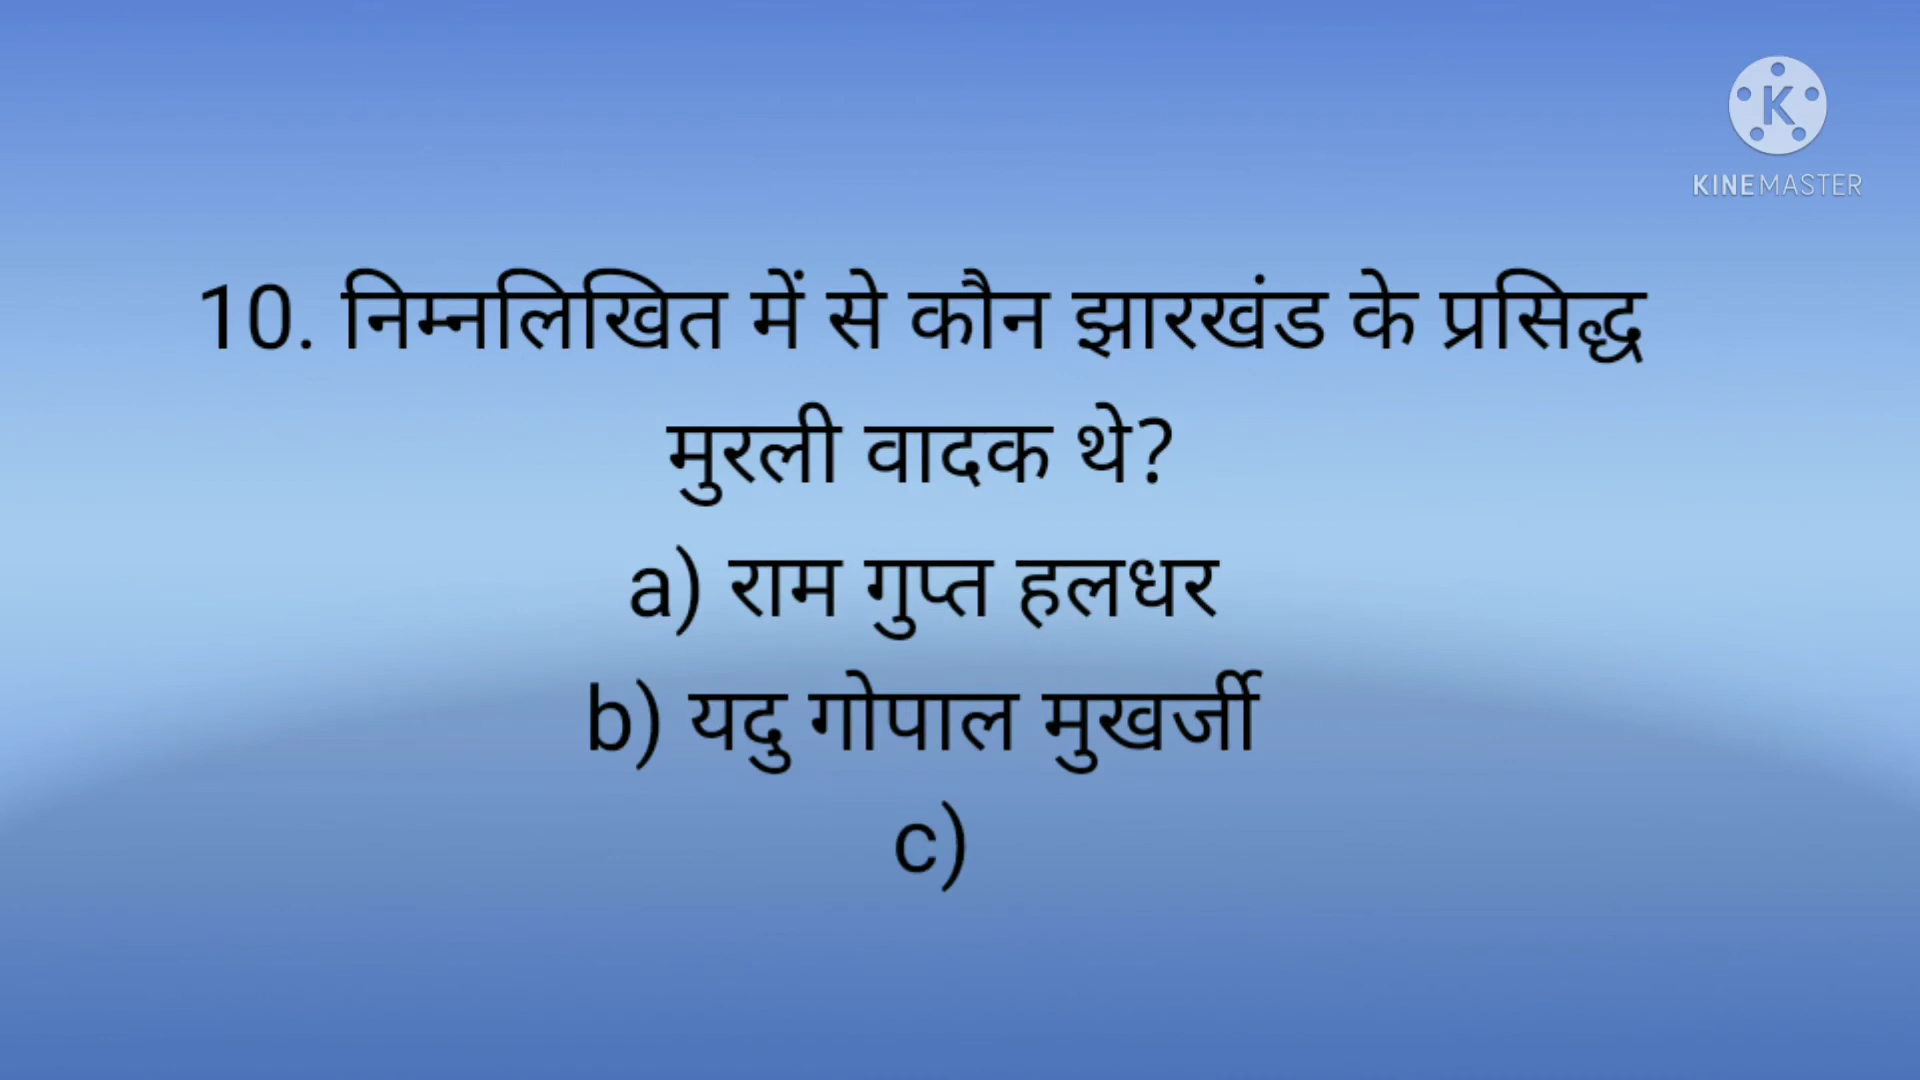 KINEMASTER
10. निम्नलिखित में से कौन झारखंड के प्रसिद्ध
मुरली वादक थे?
a) राम गुप्त हलधर
b) यदु गोपाल मुखर्जी
c)